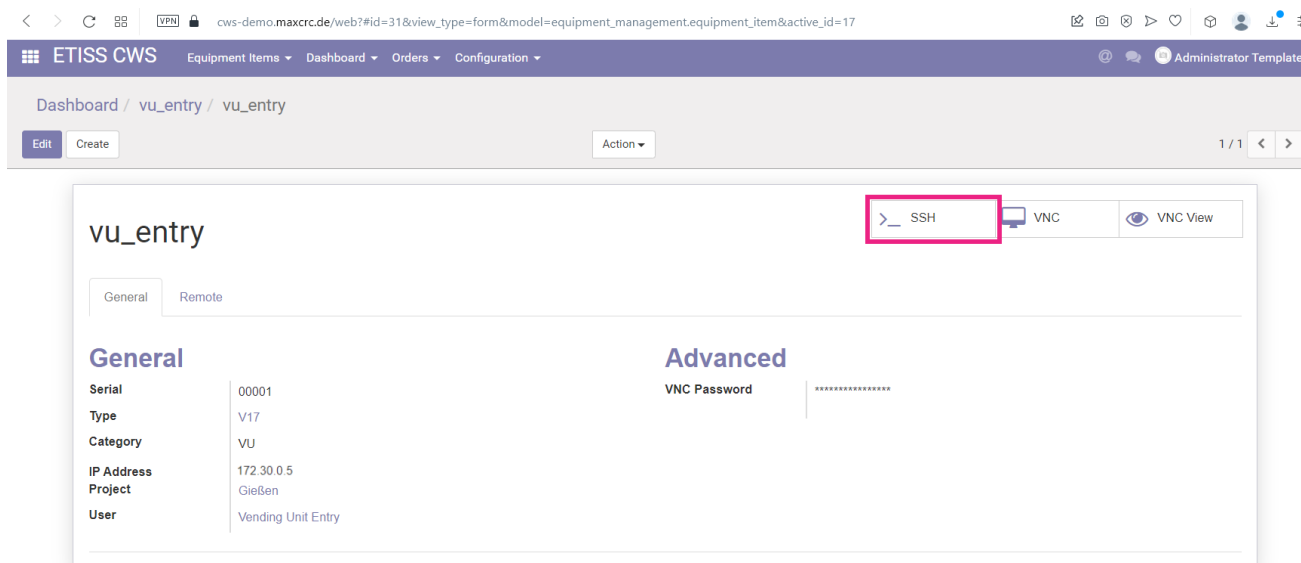 VPN cws-demo.maxcrc.de/web?#id=31&view_type=form&model=equipment_management.equipment_item&active_id=17
ETISS CWS Equipment Items Dashboard Orders Configuration @ Administrator Template
Dashboard / vu_entry / vu_entry
Edit Create Action 1 / 1
vu_entry >_ SSH VNC VNC View
General Remote
General Advanced
Serial 00001 VNC Password ****************
Type V17
Category VU
IP Address 172.30.0.5
Project Gießen
User Vending Unit Entry